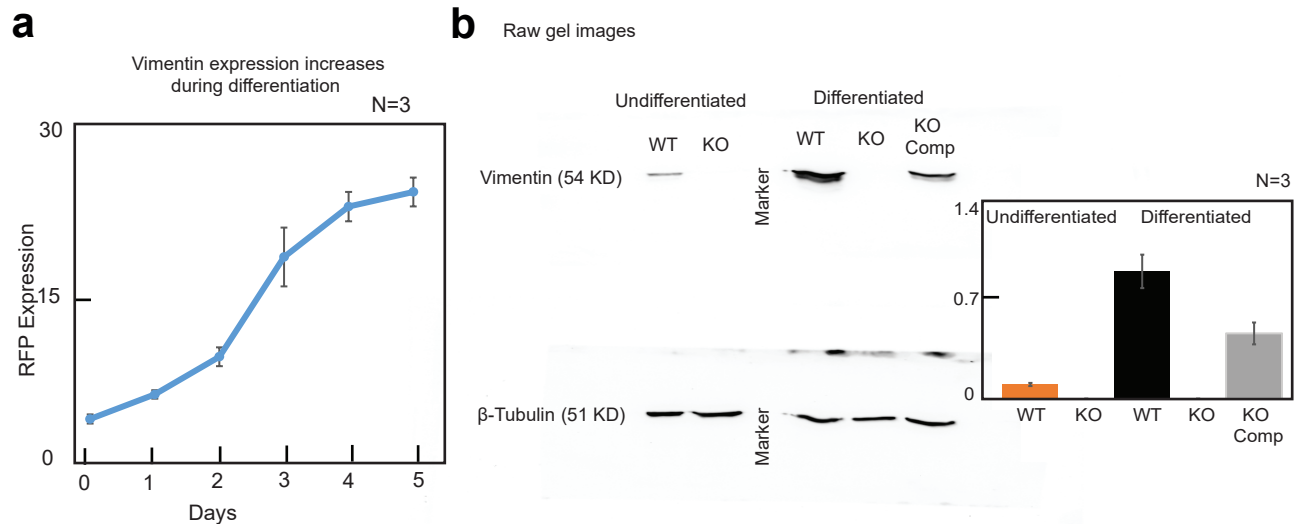 a
Vimentin expression increases
during differentiation
N=3
30
15
0
RFP Expression
0 1 2 3 4 5
Days
b
Raw gel images
Undifferentiated Differentiated
WT KO WT KO KO
Comp
Vimentin (54 KD)
Marker
β-Tubulin (51 KD)
Marker
N=3
1.4
Undifferentiated Differentiated
0.7
0
WT KO WT KO KO
Comp